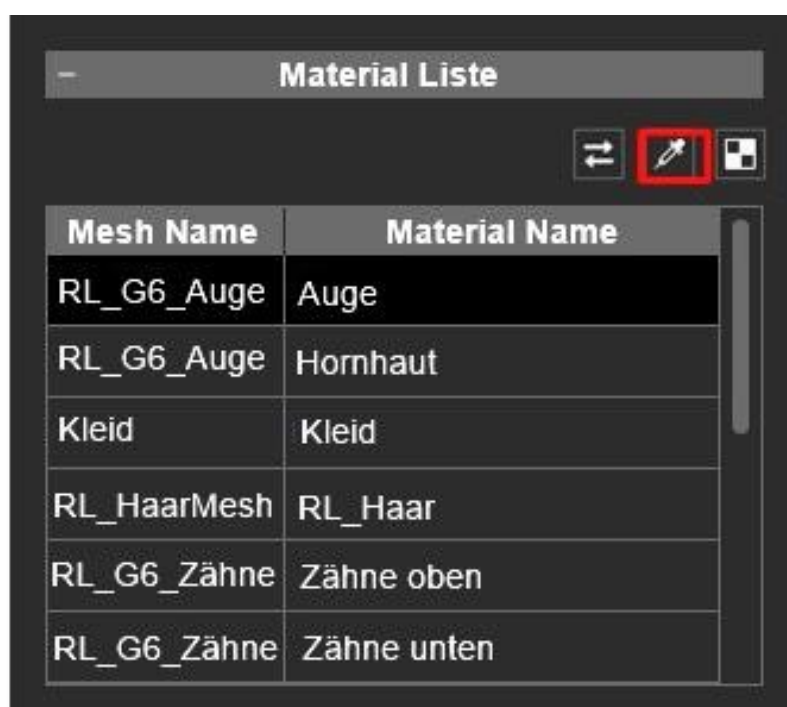 Material Liste
Mesh Name Material Name
RL_G6_Auge Auge
RL_G6_Auge Hornhaut
Kleid Kleid
RL_HaarMesh RL_Haar
RL_G6_Zähne Zähne oben
RL_G6_Zähne Zähne unten